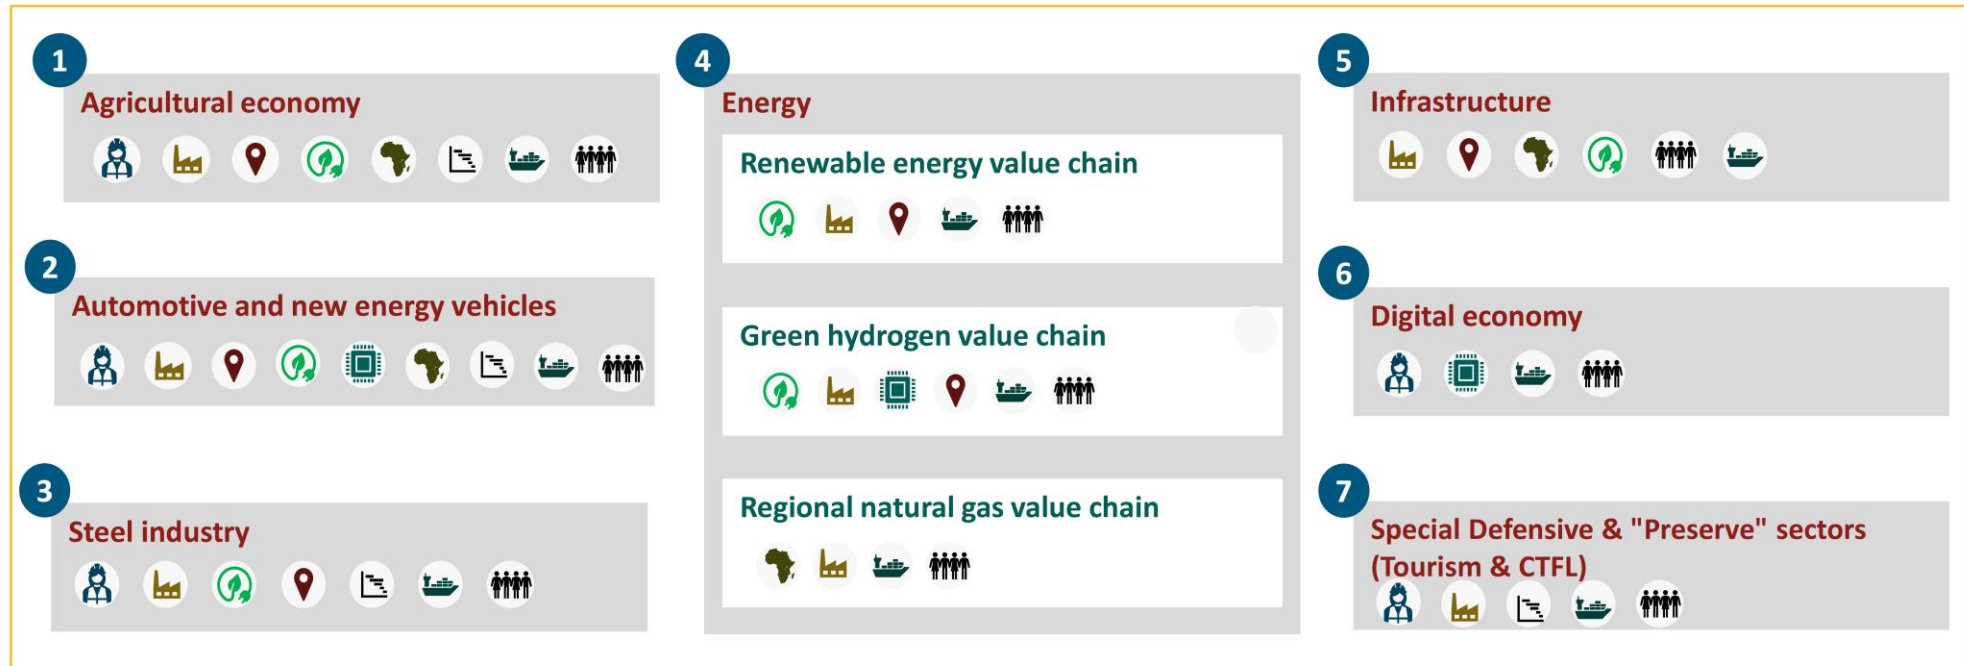 1
Agricultural economy
2
Automotive and new energy vehicles
3
Steel industry
4
Energy
Renewable energy value chain
Green hydrogen value chain
Regional natural gas value chain
5
Infrastructure
6
Digital economy
7
Special Defensive & "Preserve" sectors
(Tourism & CTFL)